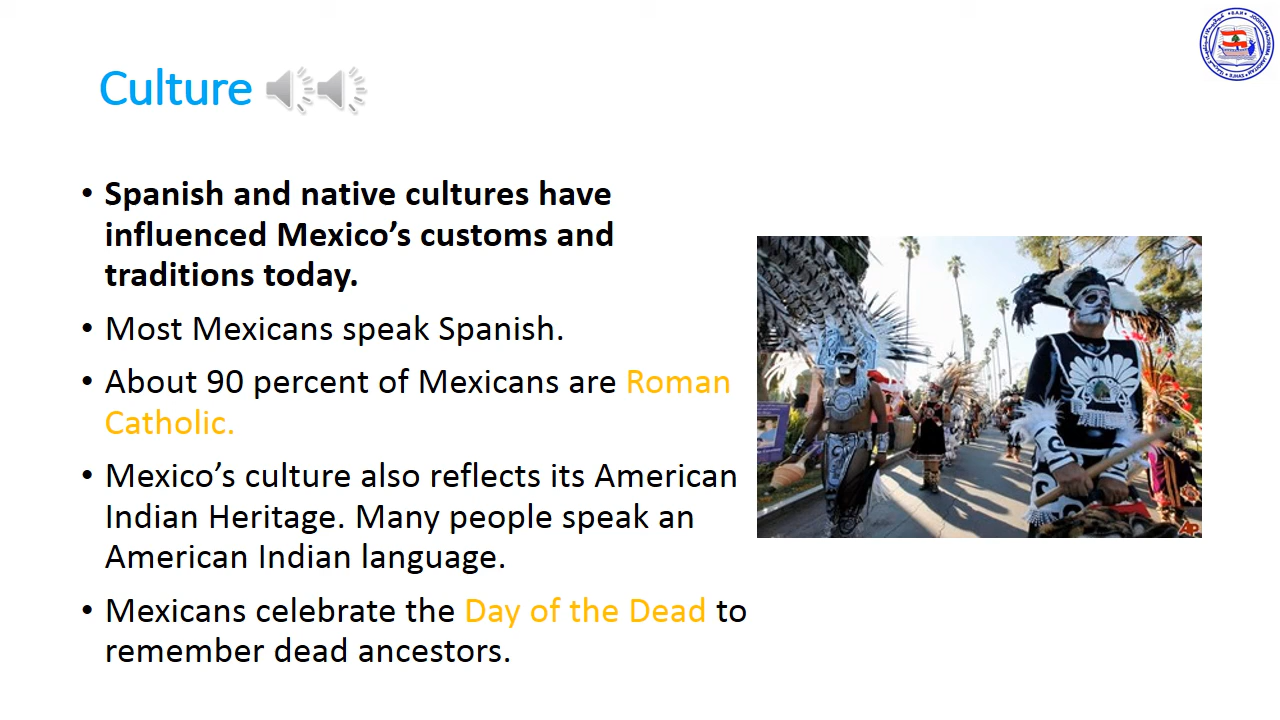 Culture
• Spanish and native cultures have
influenced Mexico’s customs and
traditions today.
• Most Mexicans speak Spanish.
• About 90 percent of Mexicans are Roman
Catholic.
• Mexico’s culture also reflects its American
Indian Heritage. Many people speak an
American Indian language.
• Mexicans celebrate the Day of the Dead to
remember dead ancestors.
AP